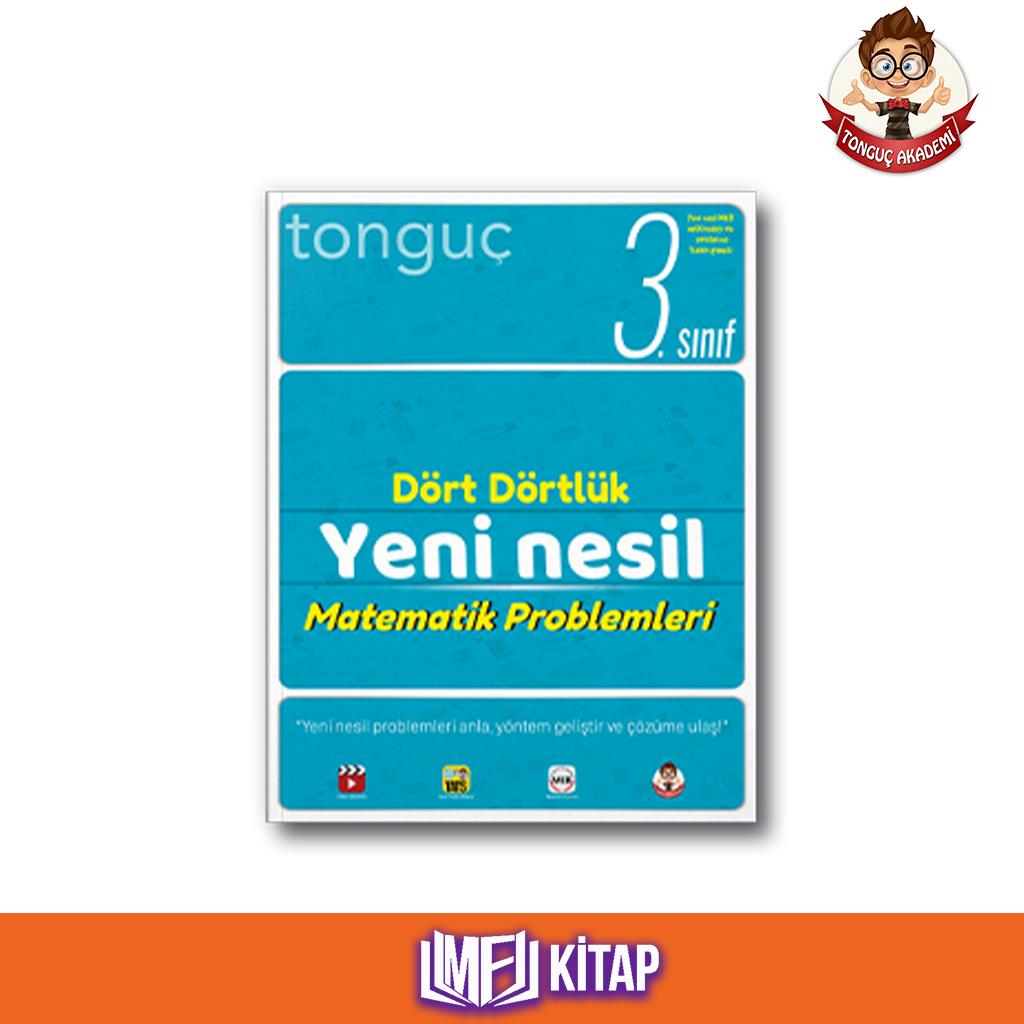 TONGUÇ AKADEMİ
tonguç
3. sınıf
Dört Dörtlük
Yeni nesil
Matematik Problemleri
"Yeni nesil problemleri anla, yöntem geliştir ve çözüme ulaş!"
MF KİTAP